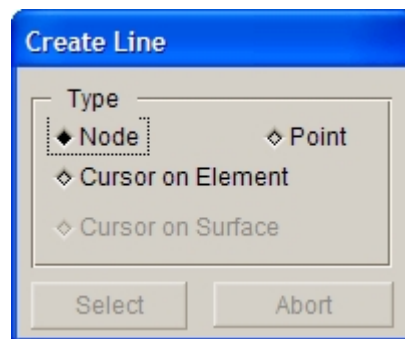 Create Line
Type
Node Point
Cursor on Element
Cursor on Surface
Select Abort